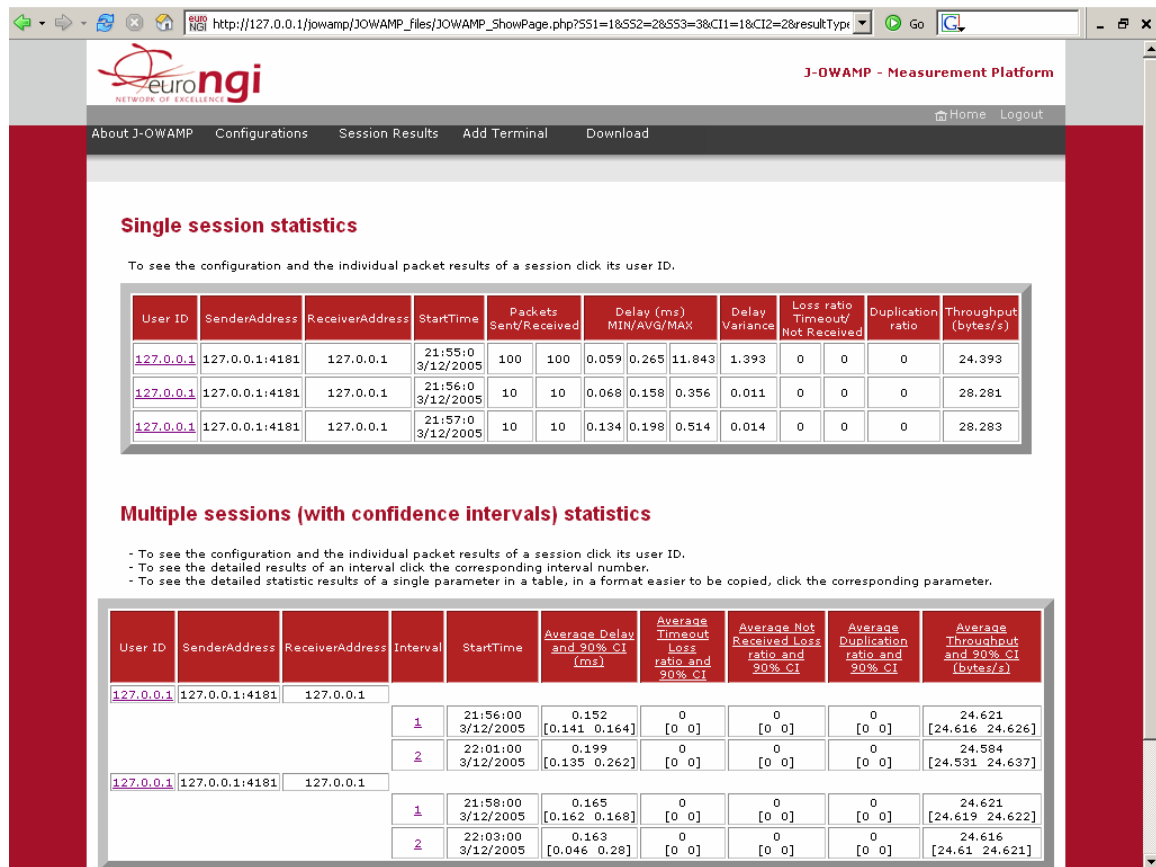 euro NGI
http://127.0.0.1/jowamp/JOWAMP_files/JOWAMP_ShowPage.php?SS1=1&SS2=2&SS3=3&CI1=1&CI2=2&resultType
Go
G
euro ngi
NETWORK OF EXCELLENCE
J-OWAMP - Measurement Platform
Home Logout
About J-OWAMP Configurations Session Results Add Terminal Download
Single session statistics
To see the configuration and the individual packet results of a session click its user ID.
User ID SenderAddress ReceiverAddress StartTime Packets Sent/Received Delay (ms) MIN/AVG/MAX Delay Variance Loss ratio Timeout/ Not Received Duplication ratio Throughput (bytes/s)
127.0.0.1 127.0.0.1:4181 127.0.0.1 21:55:0 3/12/2005 100 100 0.059 0.265 11.843 1.393 0 0 0 24.393
127.0.0.1 127.0.0.1:4181 127.0.0.1 21:56:0 3/12/2005 10 10 0.068 0.158 0.356 0.011 0 0 0 28.281
127.0.0.1 127.0.0.1:4181 127.0.0.1 21:57:0 3/12/2005 10 10 0.134 0.198 0.514 0.014 0 0 0 28.283
Multiple sessions (with confidence intervals) statistics
- To see the configuration and the individual packet results of a session click its user ID.
- To see the detailed results of an interval click the corresponding interval number.
- To see the detailed statistic results of a single parameter in a table, in a format easier to be copied, click the corresponding parameter.
User ID SenderAddress ReceiverAddress Interval StartTime Average Delay and 90% CI (ms) Average Timeout Loss ratio and 90% CI Average Not Received Loss ratio and 90% CI Average Duplication ratio and 90% CI Average Throughput and 90% CI (bytes/s)
127.0.0.1 127.0.0.1:4181 127.0.0.1
1 21:56:00 3/12/2005 0.152 [0.141 0.164] 0 [0 0] 0 [0 0] 0 [0 0] 24.621 [24.616 24.626]
2 22:01:00 3/12/2005 0.199 [0.135 0.262] 0 [0 0] 0 [0 0] 0 [0 0] 24.584 [24.531 24.637]
127.0.0.1 127.0.0.1:4181 127.0.0.1
1 21:58:00 3/12/2005 0.165 [0.162 0.168] 0 [0 0] 0 [0 0] 0 [0 0] 24.621 [24.619 24.622]
2 22:03:00 3/12/2005 0.163 [0.046 0.28] 0 [0 0] 0 [0 0] 0 [0 0] 24.616 [24.61 24.621]